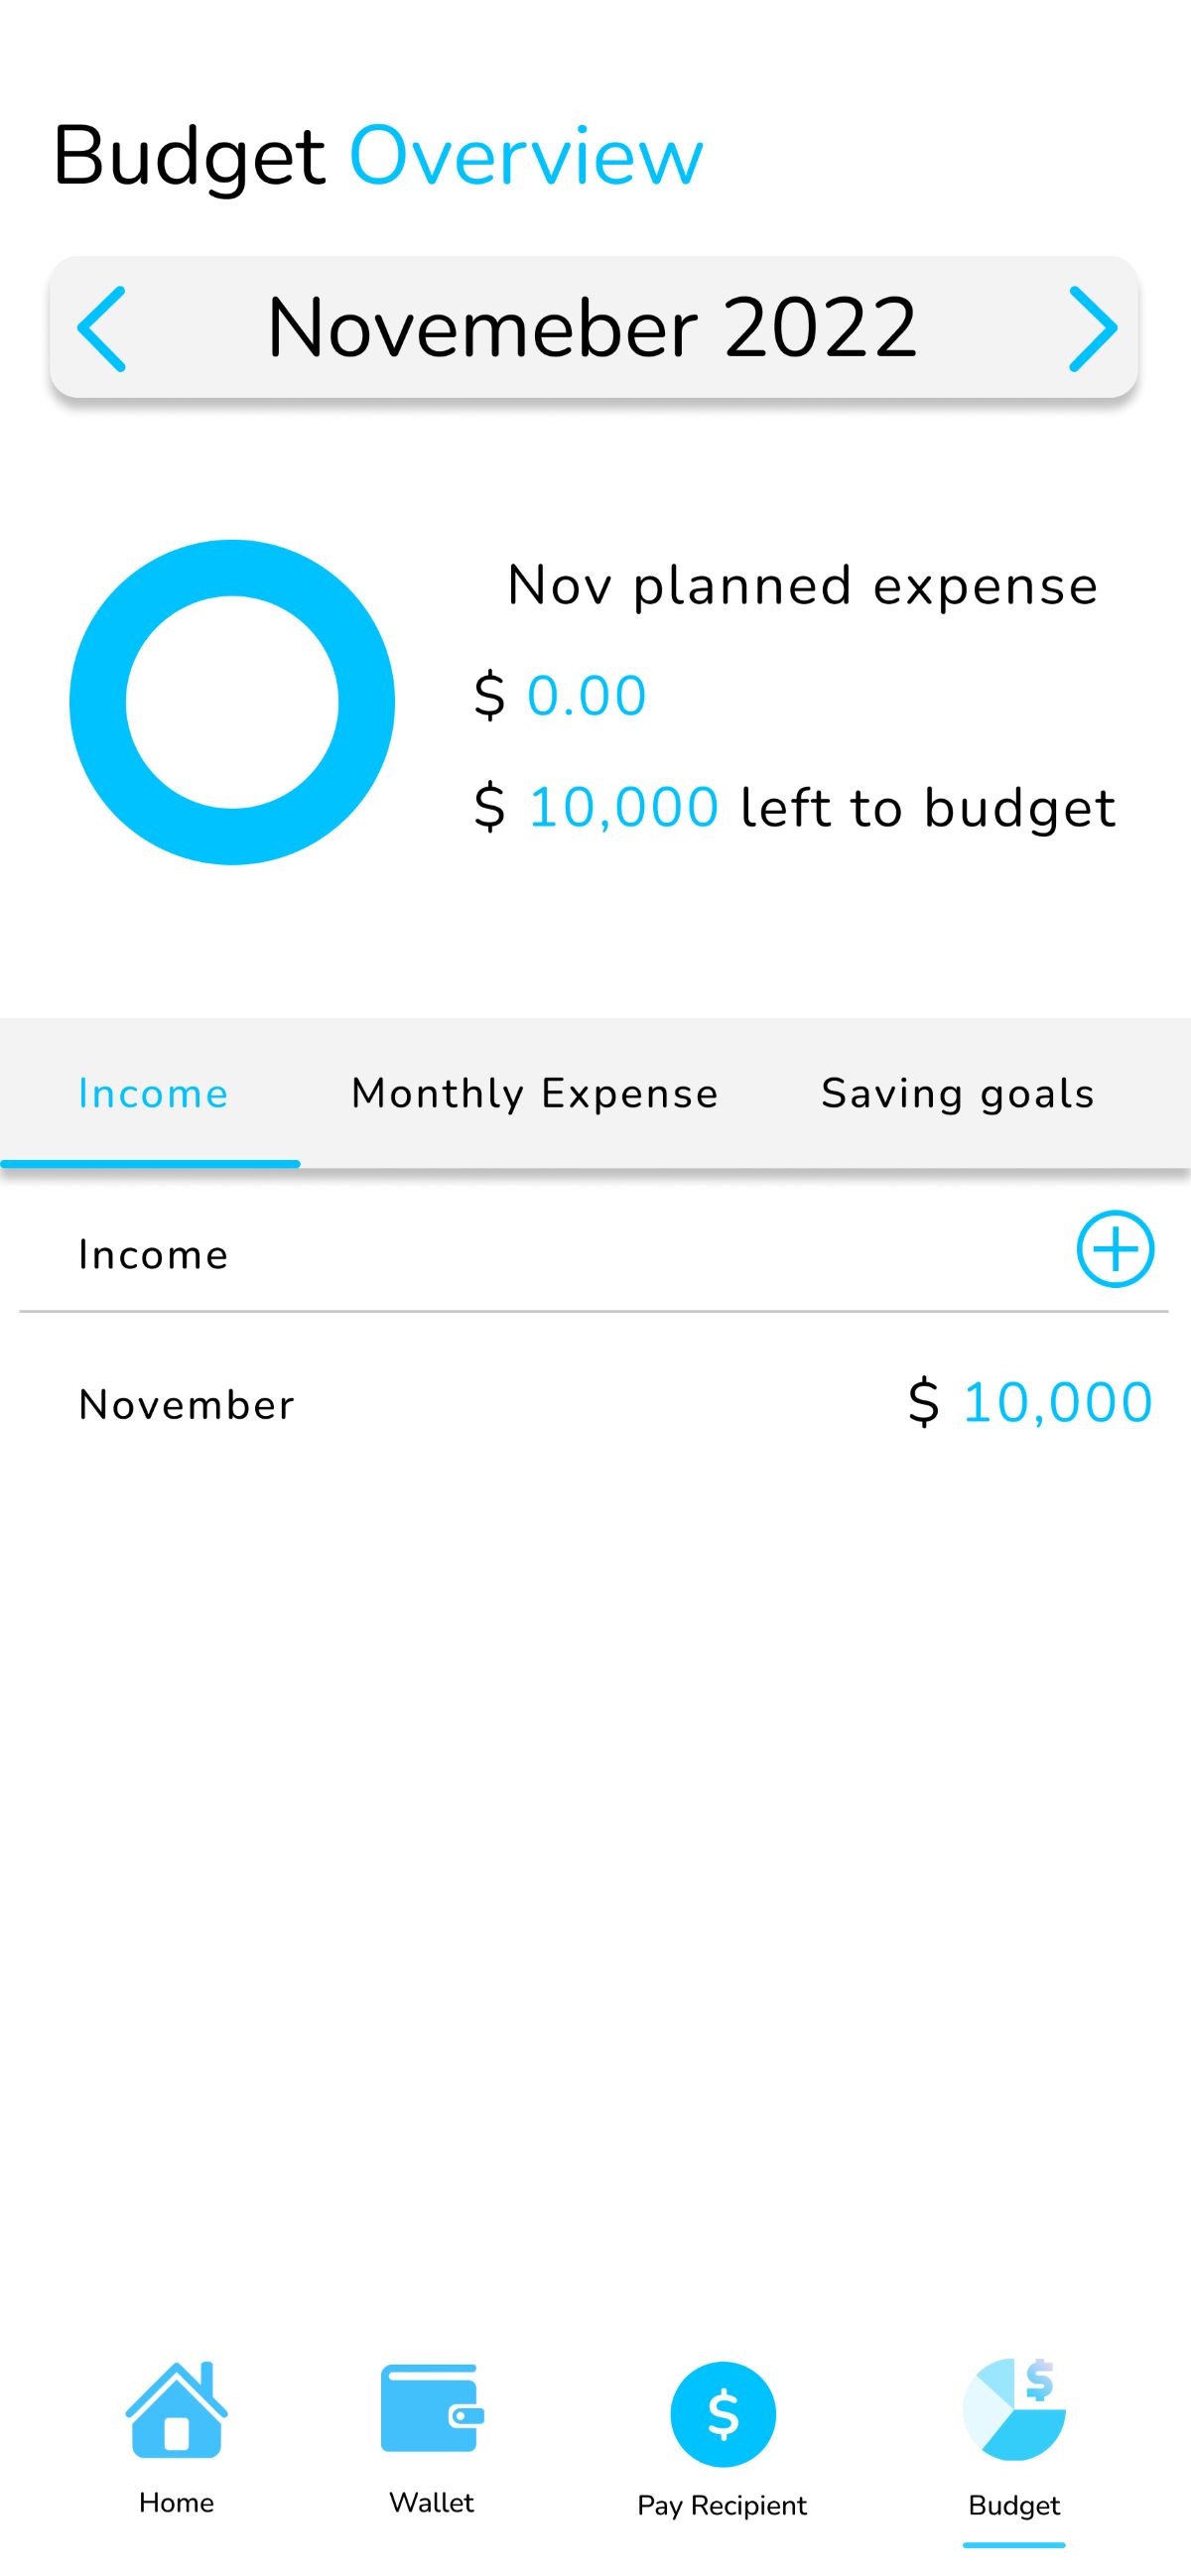 Budget Overview
Novemeber 2022
Nov planned expense
$ 0.00
$ 10,000 left to budget
Income
Monthly Expense
Saving goals
Income
November
$ 10,000
$
$
Home
Wallet
Pay Recipient
Budget